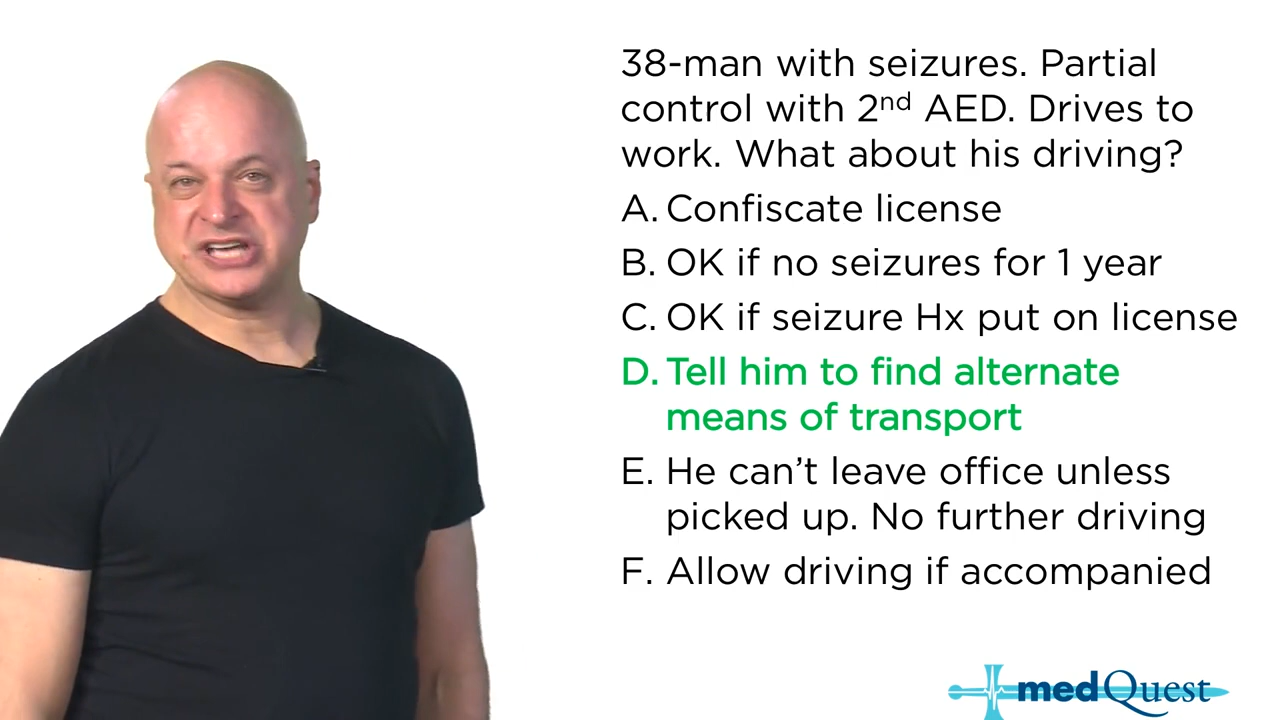 38-man with seizures. Partial
control with 2nd AED. Drives to
work. What about his driving?
A. Confiscate license
B. OK if no seizures for 1 year
C. OK if seizure Hx put on license
D. Tell him to find alternate
means of transport
E. He can’t leave office unless
picked up. No further driving
F. Allow driving if accompanied
medQuest